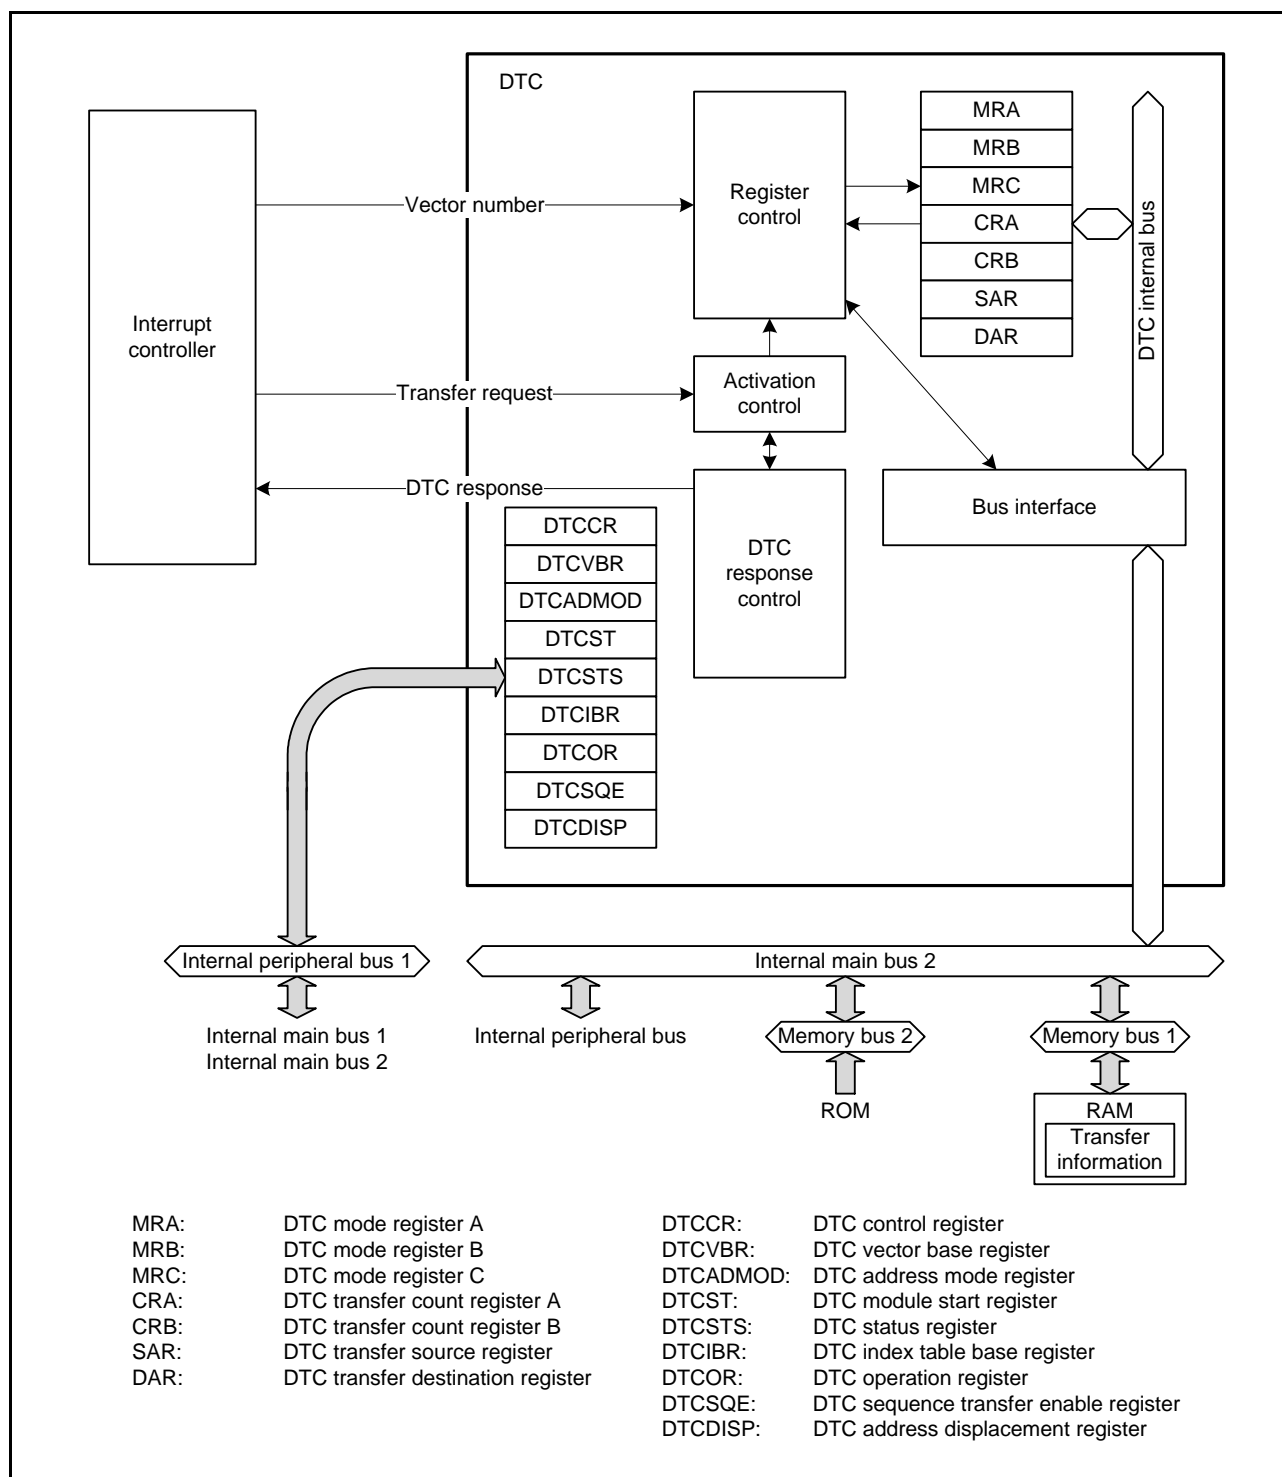 DTC
Interrupt
controller
Vector number
Transfer request
DTC response
Register
control
Activation
control
DTC
response
control
MRA
MRB
MRC
CRA
CRB
SAR
DAR
DTC internal bus
Bus interface
DTCCR
DTCVBR
DTCADMOD
DTCST
DTCSTS
DTCIBR
DTCOR
DTCSQE
DTCDISP
Internal peripheral bus 1
Internal main bus 2
Internal main bus 1
Internal main bus 2
Internal peripheral bus
Memory bus 2
Memory bus 1
ROM
RAM
Transfer
information
MRA: DTC mode register A
MRB: DTC mode register B
MRC: DTC mode register C
CRA: DTC transfer count register A
CRB: DTC transfer count register B
SAR: DTC transfer source register
DAR: DTC transfer destination register
DTCCR: DTC control register
DTCVBR: DTC vector base register
DTCADMOD: DTC address mode register
DTCST: DTC module start register
DTCSTS: DTC status register
DTCIBR: DTC index table base register
DTCOR: DTC operation register
DTCSQE: DTC sequence transfer enable register
DTCDISP: DTC address displacement register